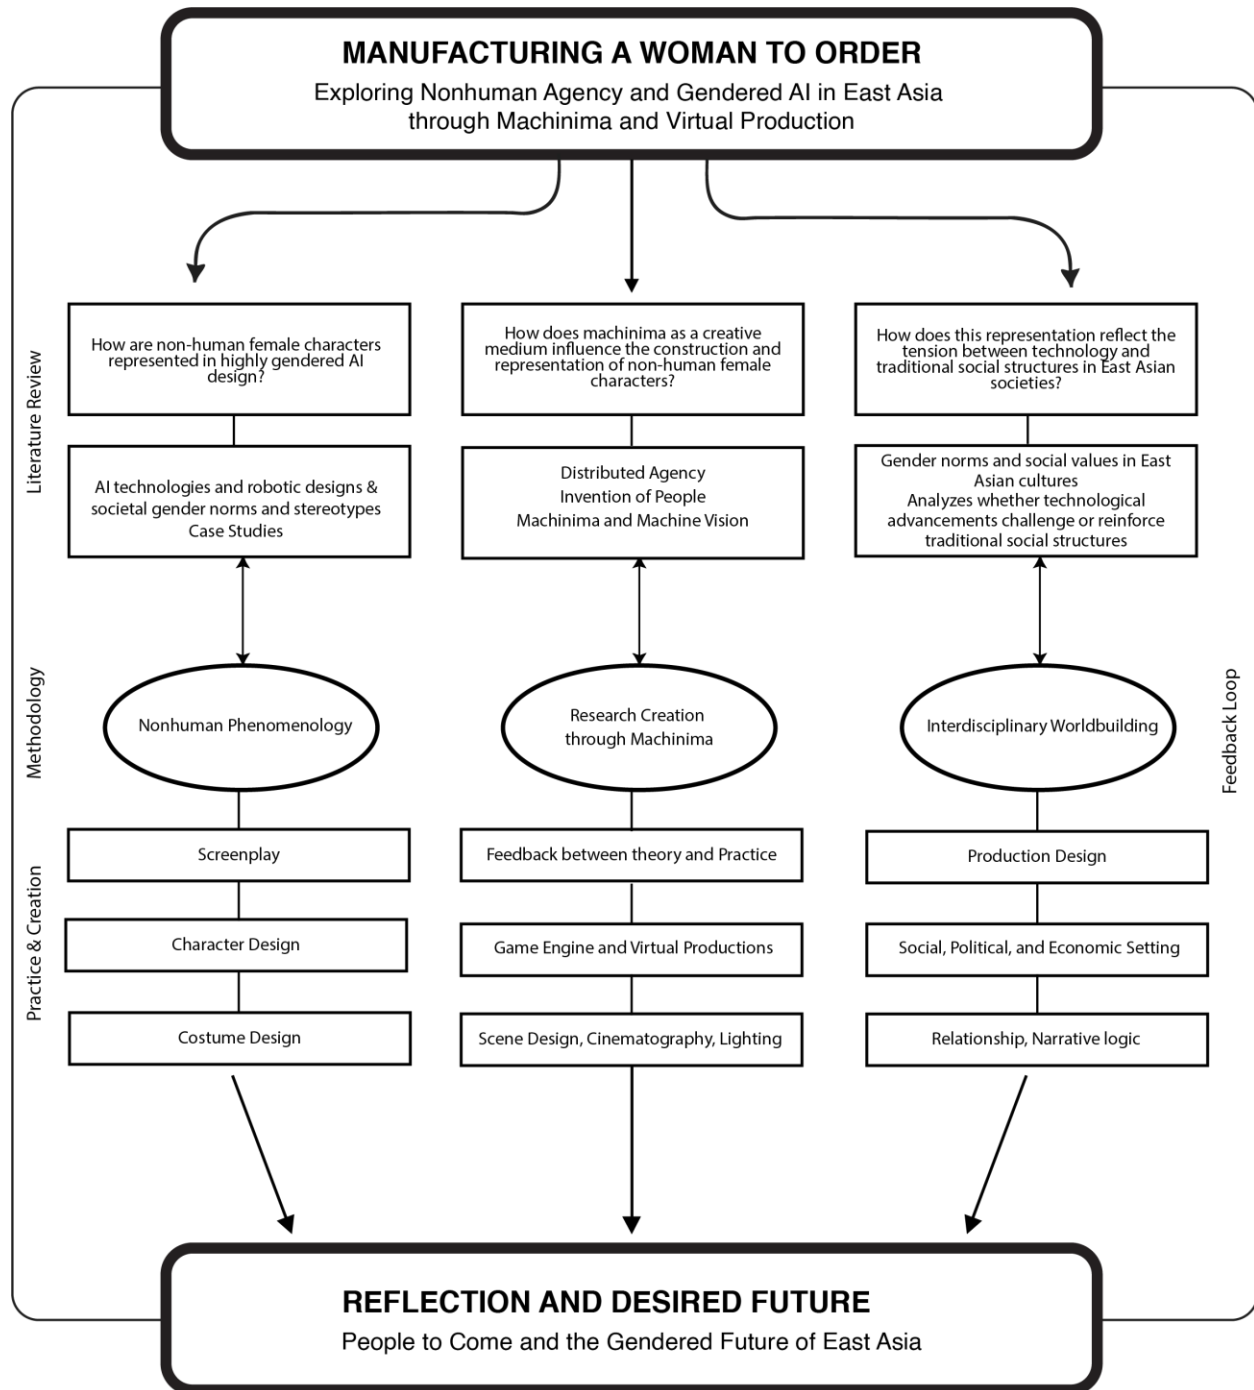 MANUFACTURING A WOMAN TO ORDER
Exploring Nonhuman Agency and Gendered AI in East Asia
through Machinima and Virtual Production
Literature Review
How are non-human female characters
represented in highly gendered AI
design?
How does machinima as a creative
medium influence the construction and
representation of non-human female
characters?
How does this representation reflect the
tension between technology and
traditional social structures in East Asian
societies?
AI technologies and robotic designs &
societal gender norms and stereotypes
Case Studies
Distributed Agency
Invention of People
Machinima and Machine Vision
Gender norms and social values in East
Asian cultures
Analyzes whether technological
advancements challenge or reinforce
traditional social structures
Methodology
Nonhuman Phenomenology
Research Creation
through Machinima
Interdisciplinary Worldbuilding
Feedback Loop
Practice & Creation
Screenplay
Feedback between theory and Practice
Production Design
Character Design
Game Engine and Virtual Productions
Social, Political, and Economic Setting
Costume Design
Scene Design, Cinematography, Lighting
Relationship, Narrative logic
REFLECTION AND DESIRED FUTURE
People to Come and the Gendered Future of East Asia